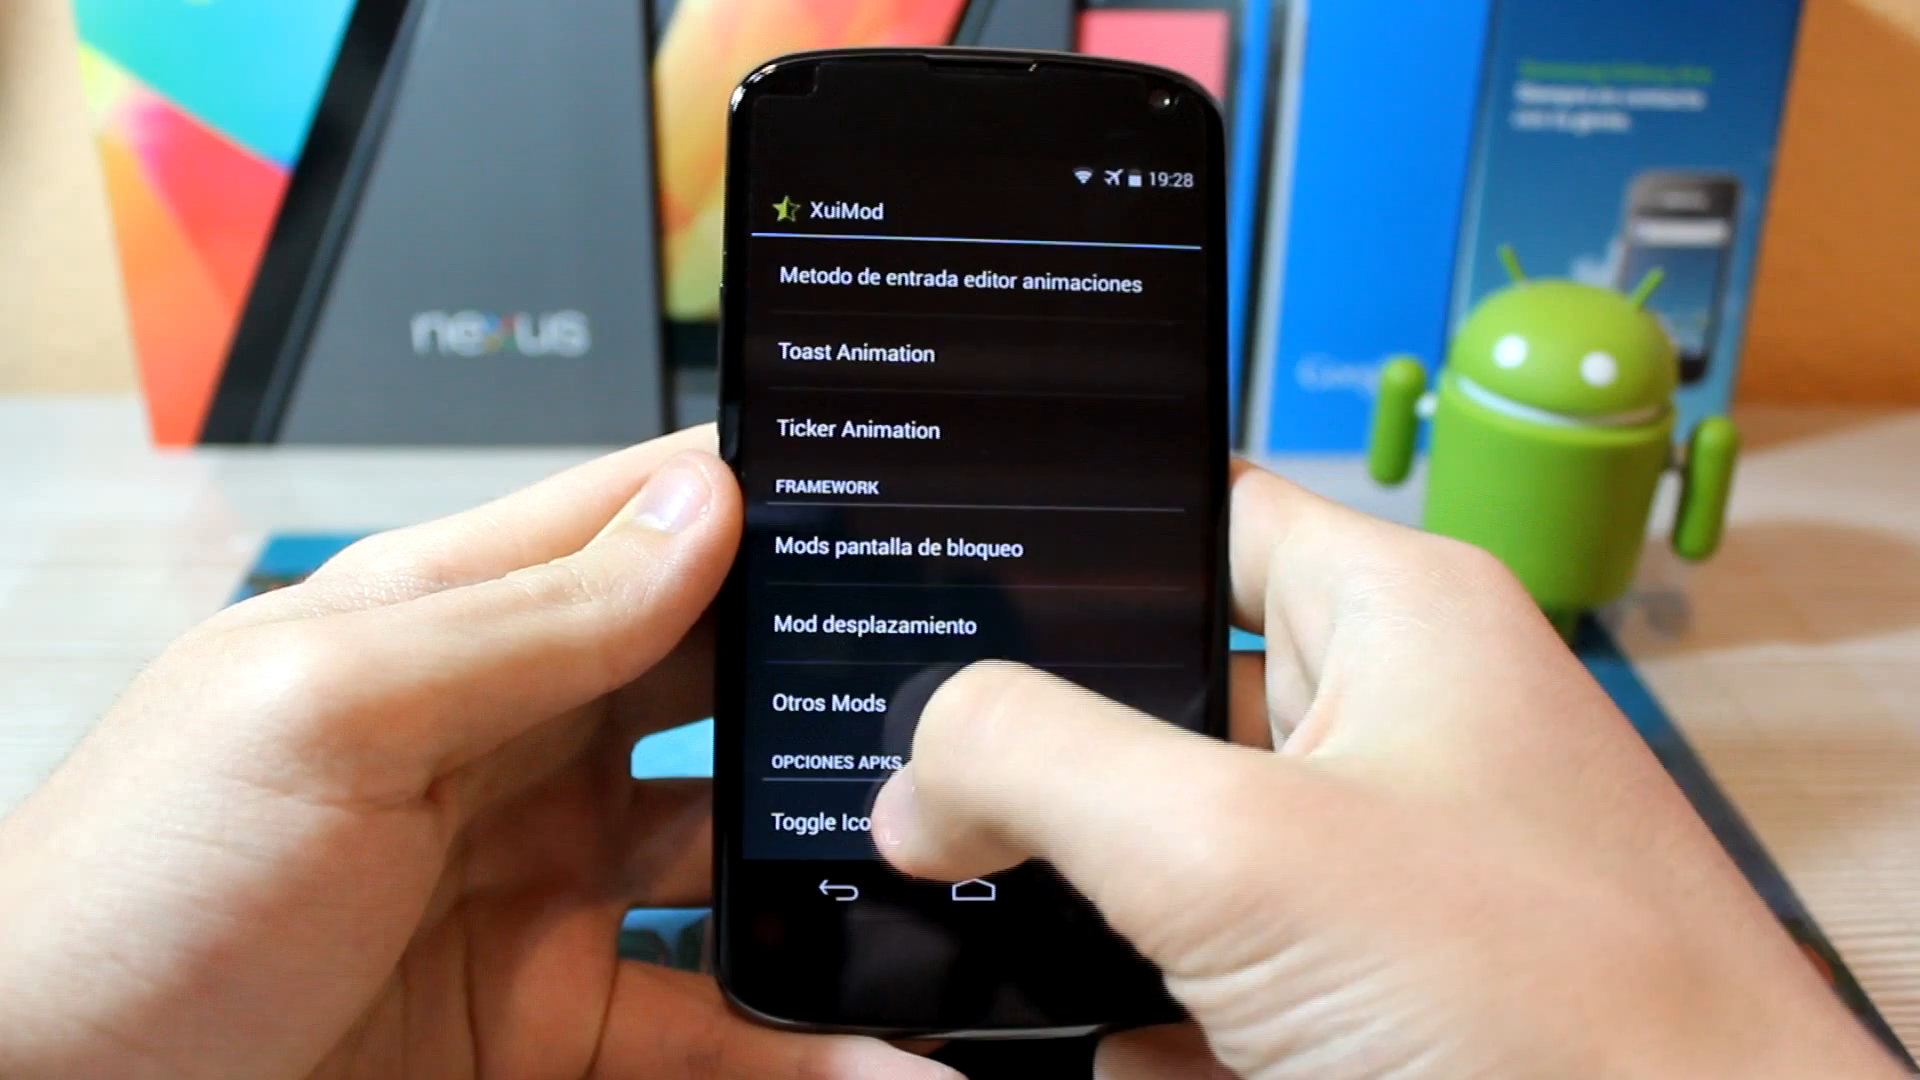 nexus
19:28
XuiMod
Metodo de entrada editor animaciones
Toast Animation
Ticker Animation
FRAMEWORK
Mods pantalla de bloqueo
Mod desplazamiento
Otros Mods
OPCIONES APKS
Toggle Ico
Google